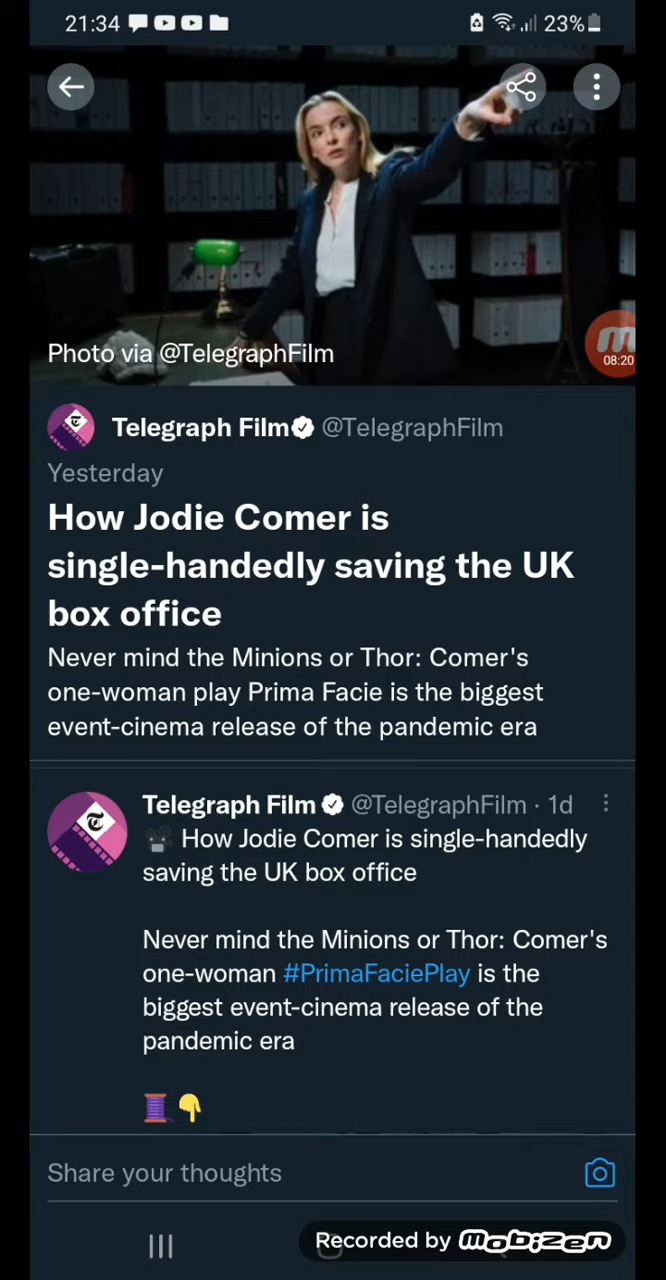 21:34
23%
Photo via @TelegraphFilm
08:20
Telegraph Film @TelegraphFilm
Yesterday
How Jodie Comer is
single-handedly saving the UK
box office
Never mind the Minions or Thor: Comer's
one-woman play Prima Facie is the biggest
event-cinema release of the pandemic era
Telegraph Film @TelegraphFilm · 1d
How Jodie Comer is single-handedly
saving the UK box office
Never mind the Minions or Thor: Comer's
one-woman #PrimaFaciePlay is the
biggest event-cinema release of the
pandemic era
🧵👇
Share your thoughts
Recorded by mobizen